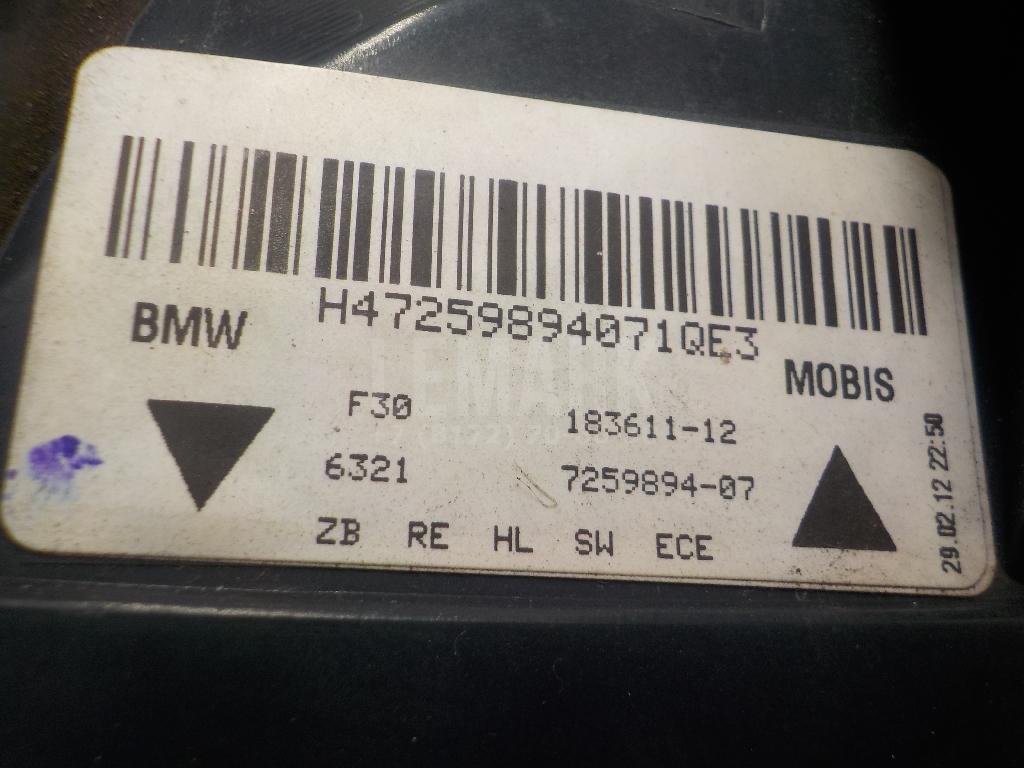 H47259894071QE3
BMW
MOBIS
F30 183611-12
6321 7259894-07
ZB RE HL SW ECE
29.02.12 22:50
LEMARK